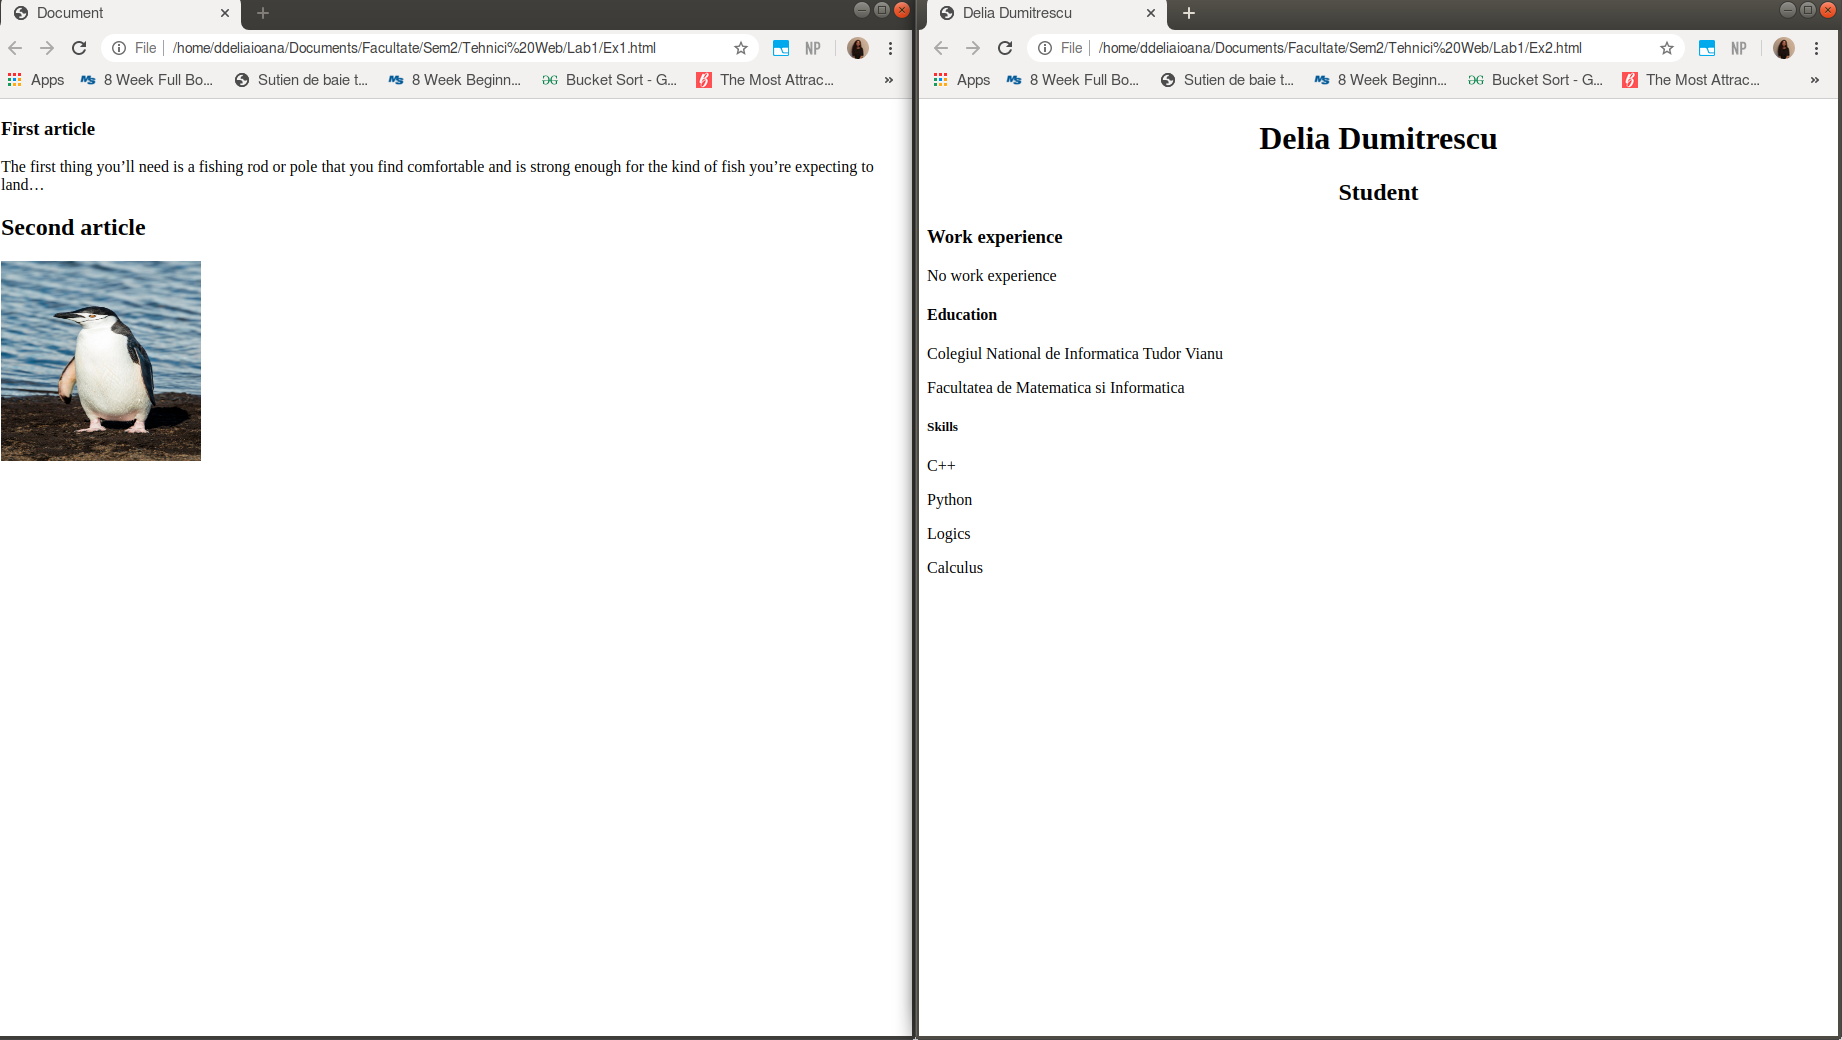 Document
File
/home/ddeliaioana/Documents/Facultate/Sem2/Tehnici%20Web/Lab1/Ex1.html
NP
Apps
8 Week Full Bo...
Sutien de baie t...
8 Week Beginn...
Bucket Sort - G...
The Most Attrac...
»
First article
The first thing you’ll need is a fishing rod or pole that you find comfortable and is strong enough for the kind of fish you’re expecting to
land…
Second article
Delia Dumitrescu
File
/home/ddeliaioana/Documents/Facultate/Sem2/Tehnici%20Web/Lab1/Ex2.html
NP
Apps
8 Week Full Bo...
Sutien de baie t...
8 Week Beginn...
Bucket Sort - G...
The Most Attrac...
»
Delia Dumitrescu
Student
Work experience
No work experience
Education
Colegiul National de Informatica Tudor Vianu
Facultatea de Matematica si Informatica
Skills
C++
Python
Logics
Calculus